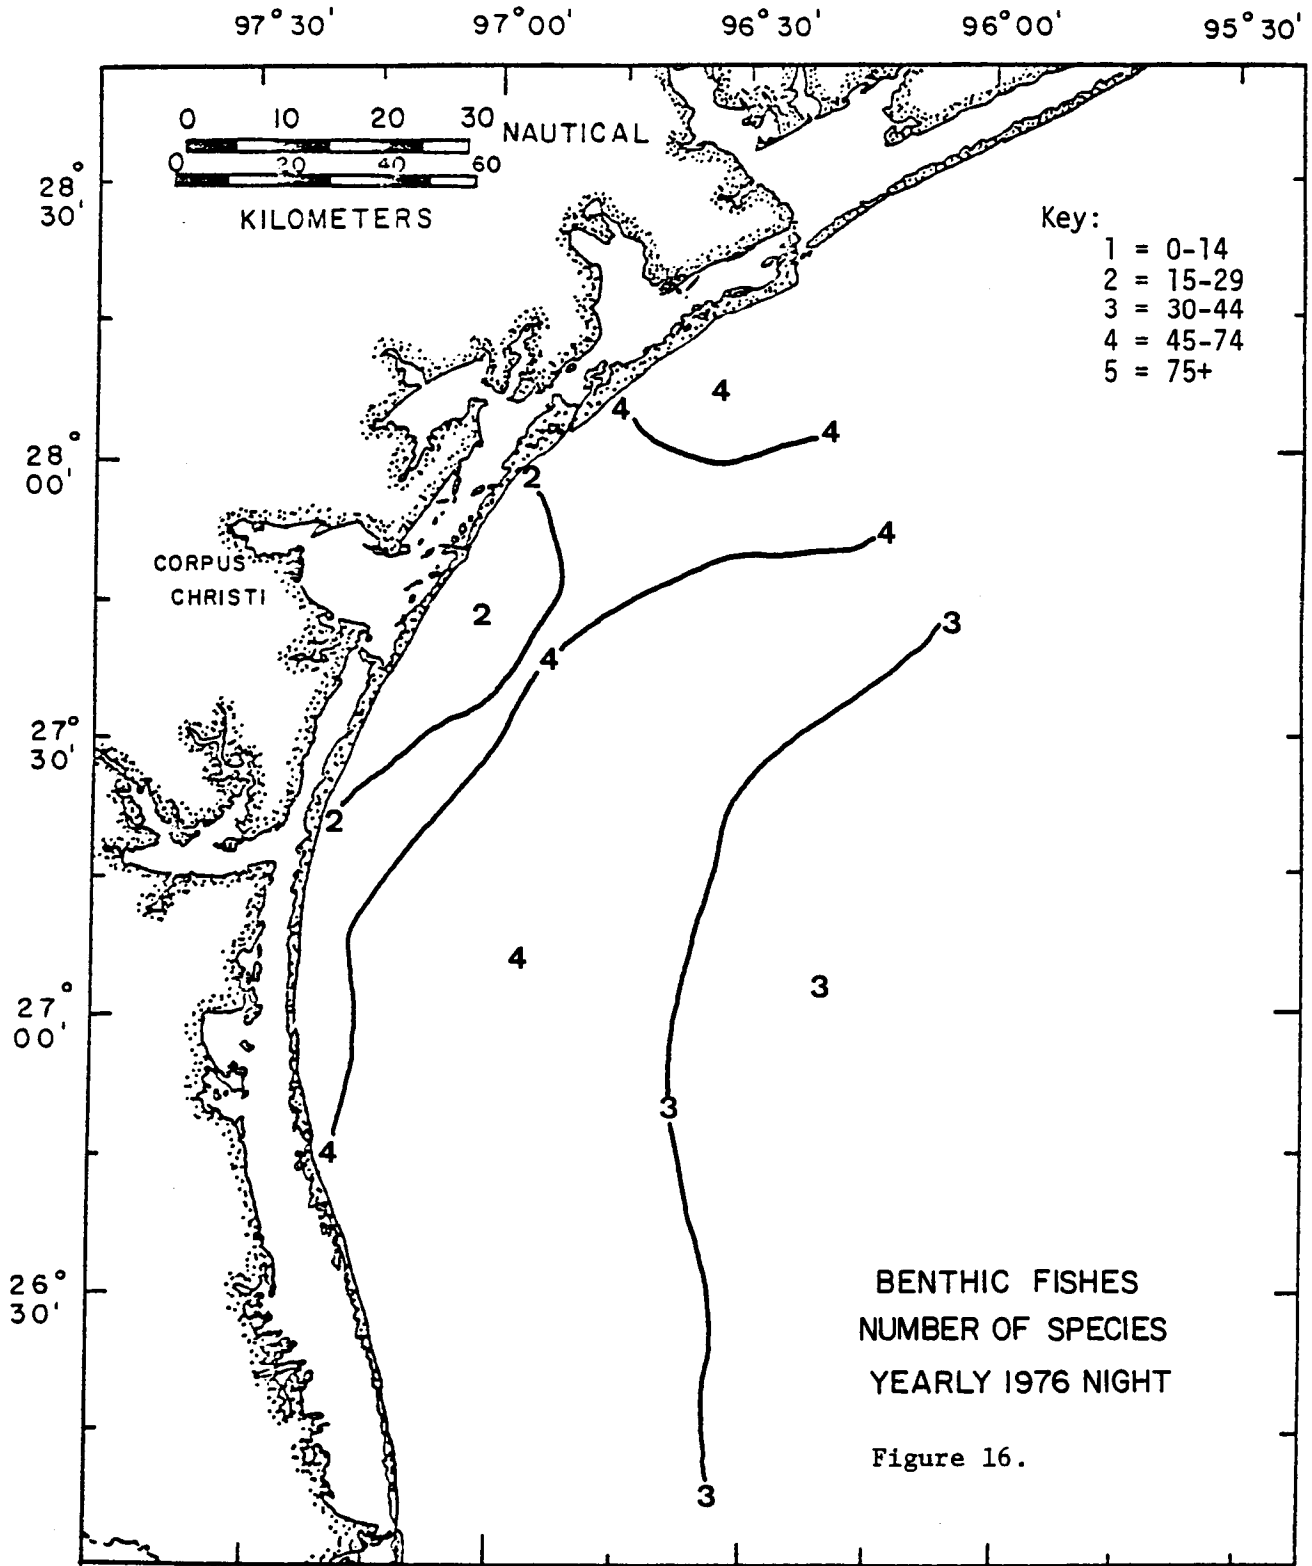 97°30' 97°00' 96°30' 96°00' 95°30'
0 10 20 30 NAUTICAL
0 20 40 60
KILOMETERS
28°
30'
Key:
1 = 0-14
2 = 15-29
3 = 30-44
4 = 45-74
5 = 75+
4
4
4
28°
00'
2
4
CORPUS
CHRISTI
2
3
4
27°
30'
2
4
3
27°
00'
3
4
26°
30'
BENTHIC FISHES
NUMBER OF SPECIES
YEARLY 1976 NIGHT
Figure 16.
3